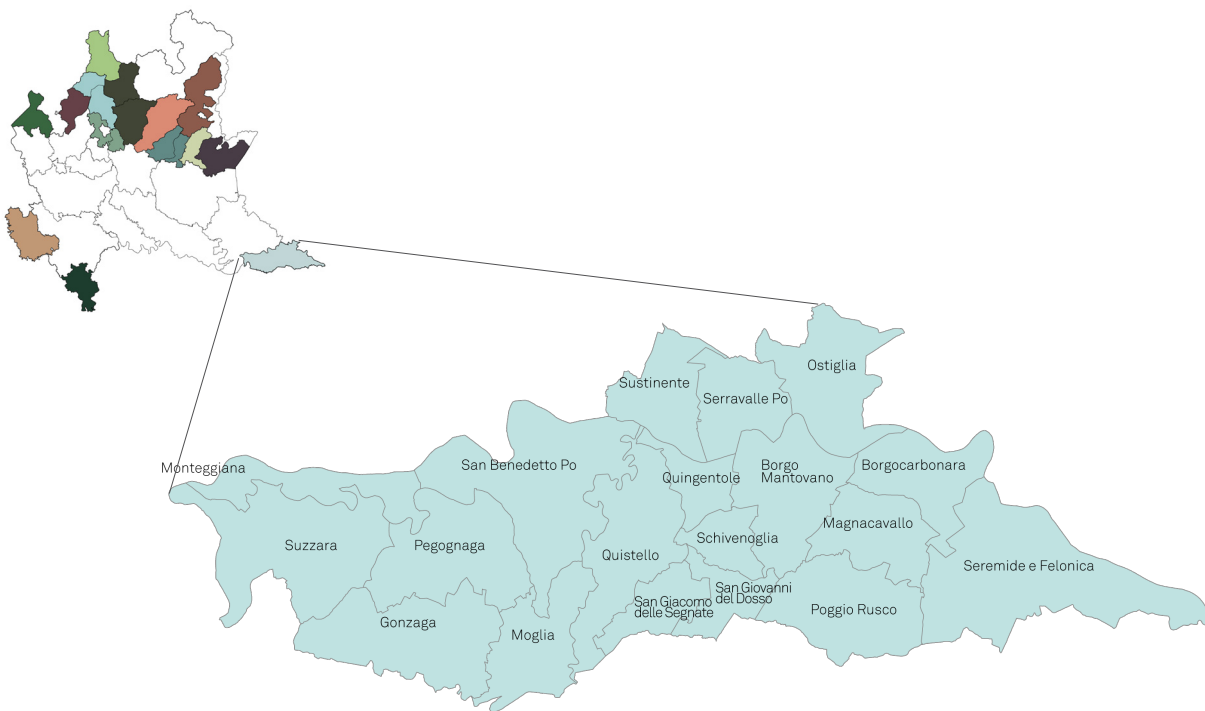 Ostiglia
Sustinente
Serravalle Po
Monteggiana
San Benedetto Po
Quingentole
Borgo
Mantovano
Borgocarbonara
Suzzara
Pegognaga
Quistello
Schivenoglia
Magnacavallo
Seremide e Felonica
Gonzaga
Moglia
San Giacomo
delle Segnate
San Giovanni
del Dosso
Poggio Rusco